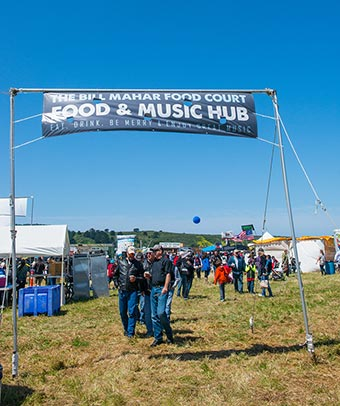 THE BILL MAHAR FOOD COURT
FOOD & MUSIC HUB
EAT, DRINK, BE MERRY & ENJOY GREAT MUSIC